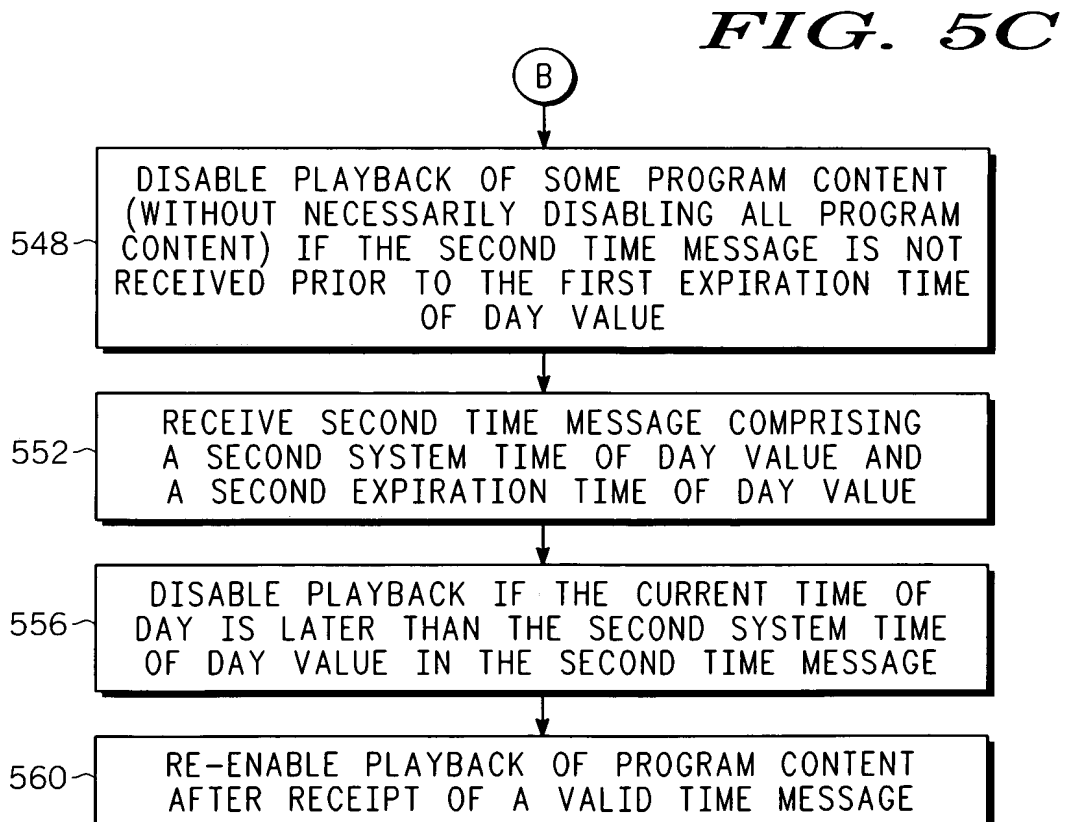 FIG. 5C
B
548
DISABLE PLAYBACK OF SOME PROGRAM CONTENT
(WITHOUT NECESSARILY DISABLING ALL PROGRAM
CONTENT) IF THE SECOND TIME MESSAGE IS NOT
RECEIVED PRIOR TO THE FIRST EXPIRATION TIME
OF DAY VALUE
552
RECEIVE SECOND TIME MESSAGE COMPRISING
A SECOND SYSTEM TIME OF DAY VALUE AND
A SECOND EXPIRATION TIME OF DAY VALUE
556
DISABLE PLAYBACK IF THE CURRENT TIME OF
DAY IS LATER THAN THE SECOND SYSTEM TIME
OF DAY VALUE IN THE SECOND TIME MESSAGE
560
RE-ENABLE PLAYBACK OF PROGRAM CONTENT
AFTER RECEIPT OF A VALID TIME MESSAGE